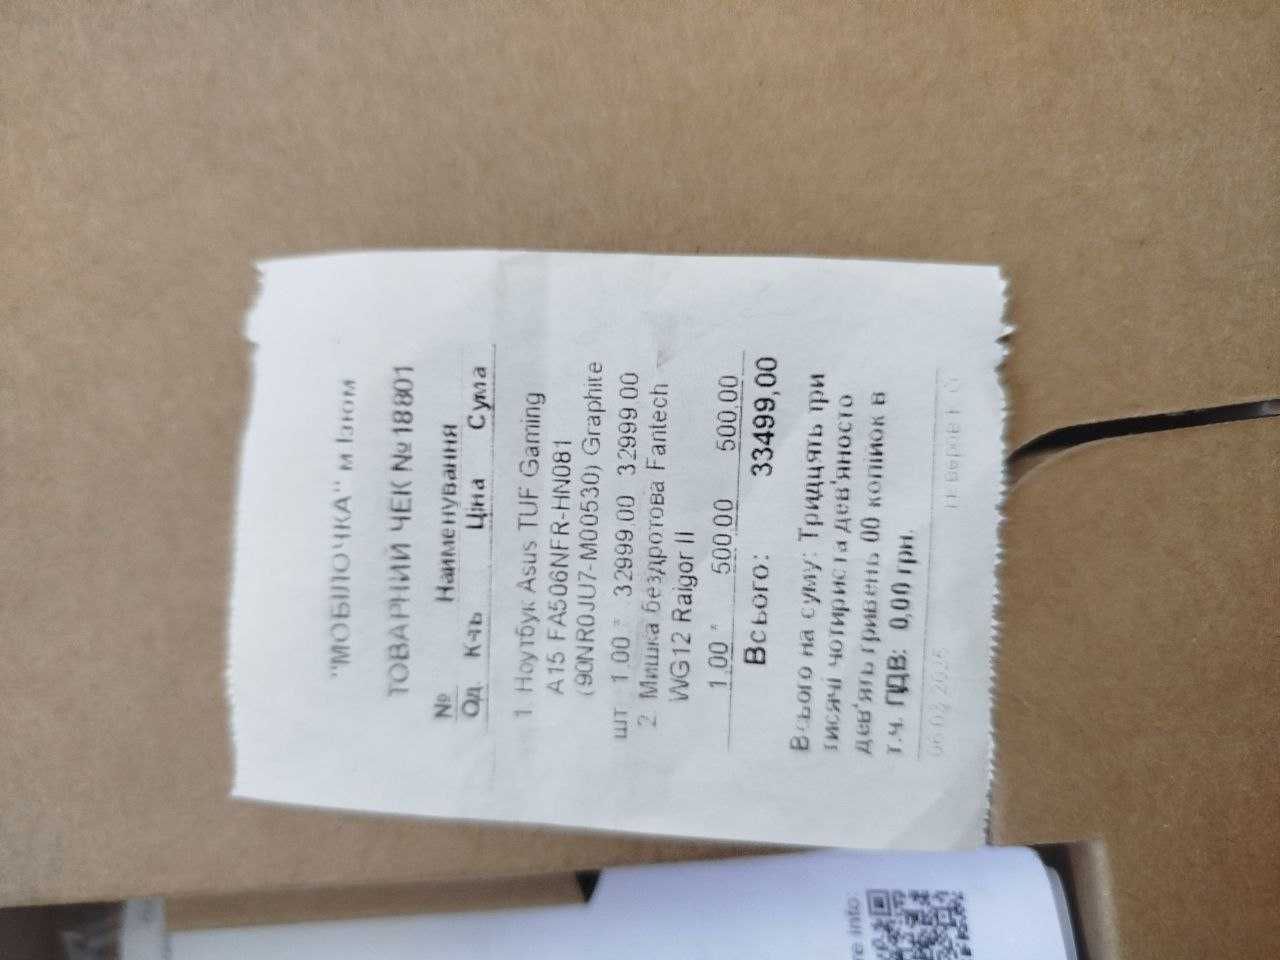 "МОБІЛОЧКА" м Ізюм
ТОВАРНИЙ ЧЕК №18801
№ Найменування
Од. К-ть Ціна Сума
1. Ноутбук Asus TUF Gaming
A15 FA506NFR-HN081
(90NR0JU7-M00530) Graphite
шт 1.00 * 32999.00 32999.00
2. Мишка бездротова Fantech
WG12 Raigor II
1.00 * 500,00 500,00
Всього: 33499,00
Всього на суму: Тридцять три
тисячі чотириста дев'яносто
дев'ять гривень 00 копійок в
т.ч. ПДВ: 0,00 грн.
re info